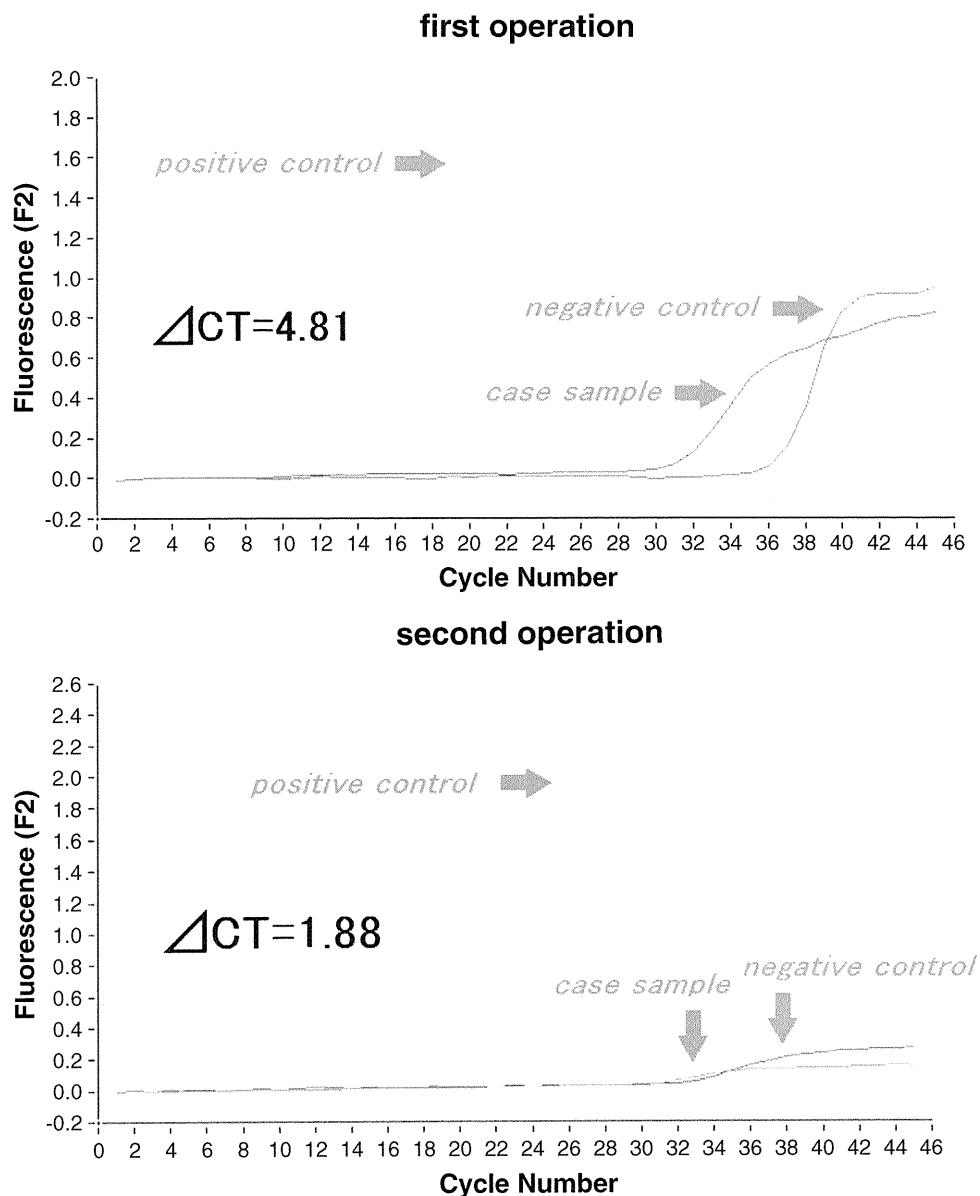 first operation
2.0
1.8
1.6
1.4
1.2
1.0
0.8
0.6
0.4
0.2
0.0
-0.2
Fluorescence (F2)
positive control
negative control
⊿CT=4.81
case sample
0 2 4 6 8 10 12 14 16 18 20 22 24 26 28 30 32 34 36 38 40 42 44 46
Cycle Number
second operation
2.6
2.4
2.2
2.0
1.8
1.6
1.4
1.2
1.0
0.8
0.6
0.4
0.2
0.0
-0.2
Fluorescence (F2)
positive control
⊿CT=1.88
negative control
case sample
0 2 4 6 8 10 12 14 16 18 20 22 24 26 28 30 32 34 36 38 40 42 44 46
Cycle Number